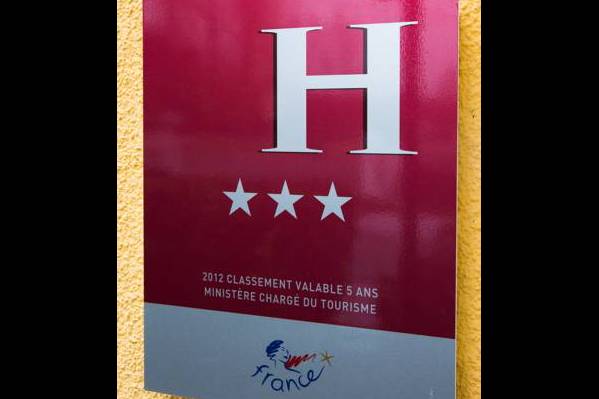 H
2012 CLASSEMENT VALABLE 5 ANS
MINISTÈRE CHARGÉ DU TOURISME
france